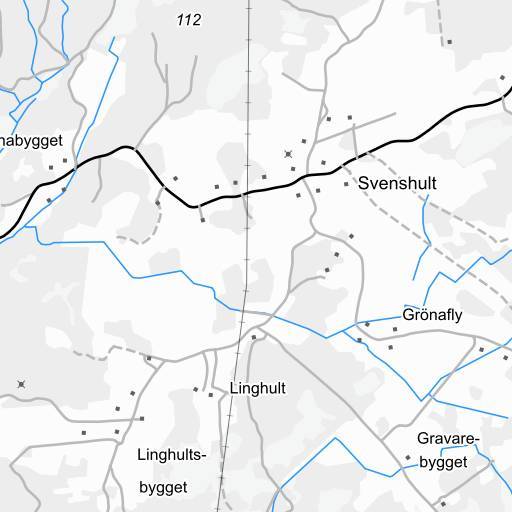 112
nabygget
Svenshult
Grönafly
Linghult
Gravare-
bygget
Linghults-
bygget